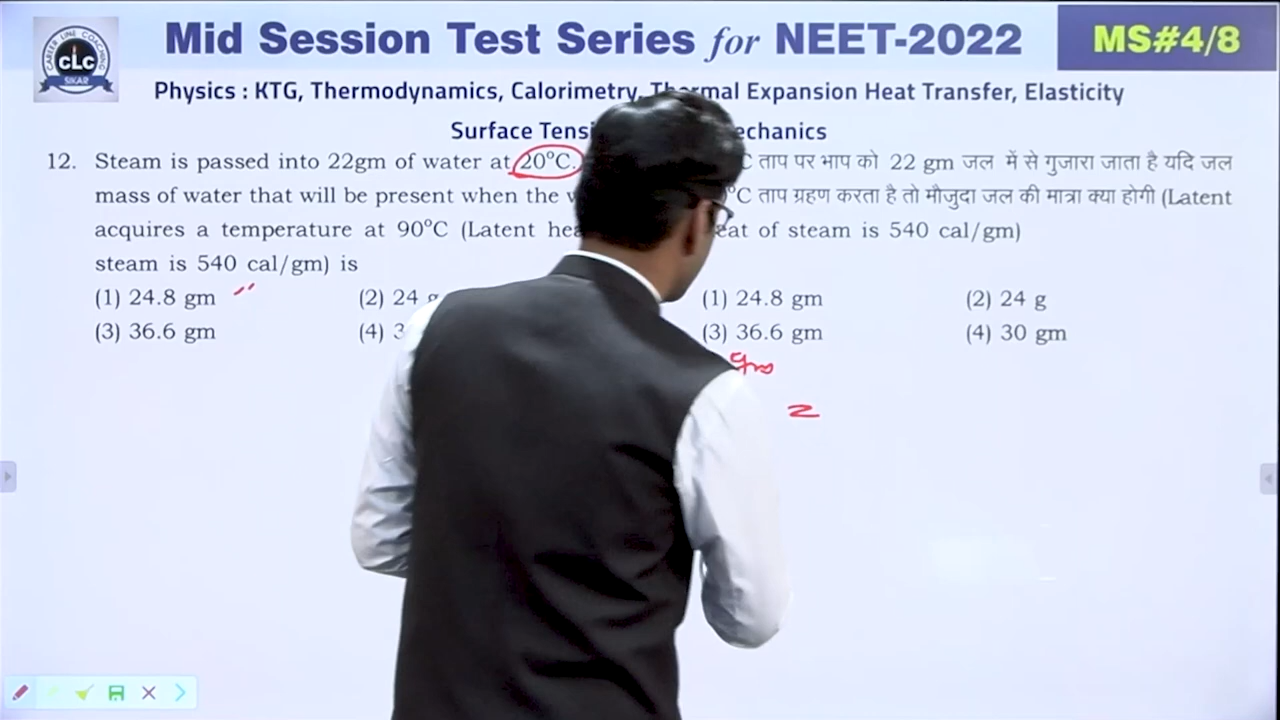 CAREER LINE COACHING
CLC
SIKAR
Mid Session Test Series for NEET-2022
MS#4/8
Physics : KTG, Thermodynamics, Calorimetry, Thermal Expansion Heat Transfer, Elasticity
Surface echanics
12. Steam is passed into 22gm of water at 20°C.
mass of water that will be present when the
acquires a temperature at 90°C (Latent
steam is 540 cal/gm) is
(1) 24.8 gm (2) 24
(3) 36.6 gm (4)
C ताप पर भाप को 22 gm जल में से गुजारा जाता है यदि जल
°C ताप ग्रहण करता है तो मौजुदा जल की मात्रा क्या होगी (Latent
eat of steam is 540 cal/gm)
(1) 24.8 gm (2) 24 g
(3) 36.6 gm (4) 30 gm
gm
=